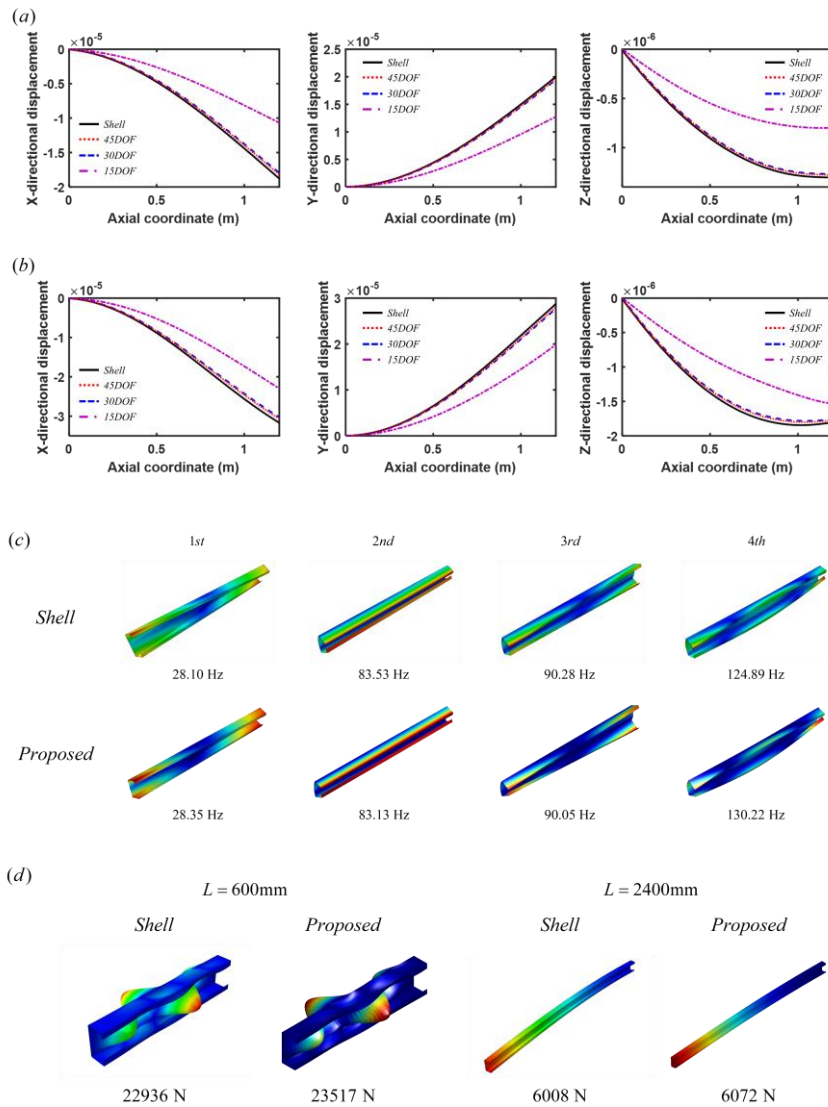 (a)
×10⁻⁵
0
-0.5
-1
-1.5
-2
0 0.5 1
X-directional displacement
Axial coordinate (m)
Shell
45DOF
30DOF
15DOF
×10⁻⁵
2.5
2
1.5
1
0.5
0
0 0.5 1
Y-directional displacement
Axial coordinate (m)
Shell
45DOF
30DOF
15DOF
×10⁻⁶
0
-0.5
-1
0 0.5 1
Z-directional displacement
Axial coordinate (m)
Shell
45DOF
30DOF
15DOF
(b)
×10⁻⁵
0
-1
-2
-3
0 0.5 1
X-directional displacement
Axial coordinate (m)
Shell
45DOF
30DOF
15DOF
×10⁻⁵
3
2
1
0
0 0.5 1
Y-directional displacement
Axial coordinate (m)
Shell
45DOF
30DOF
15DOF
×10⁻⁶
0
-0.5
-1
-1.5
-2
0 0.5 1
Z-directional displacement
Axial coordinate (m)
Shell
45DOF
30DOF
15DOF
(c)
1st 2nd 3rd 4th
Shell
28.10 Hz 83.53 Hz 90.28 Hz 124.89 Hz
Proposed
28.35 Hz 83.13 Hz 90.05 Hz 130.22 Hz
(d)
L = 600mm L = 2400mm
Shell Proposed Shell Proposed
22936 N 23517 N 6008 N 6072 N